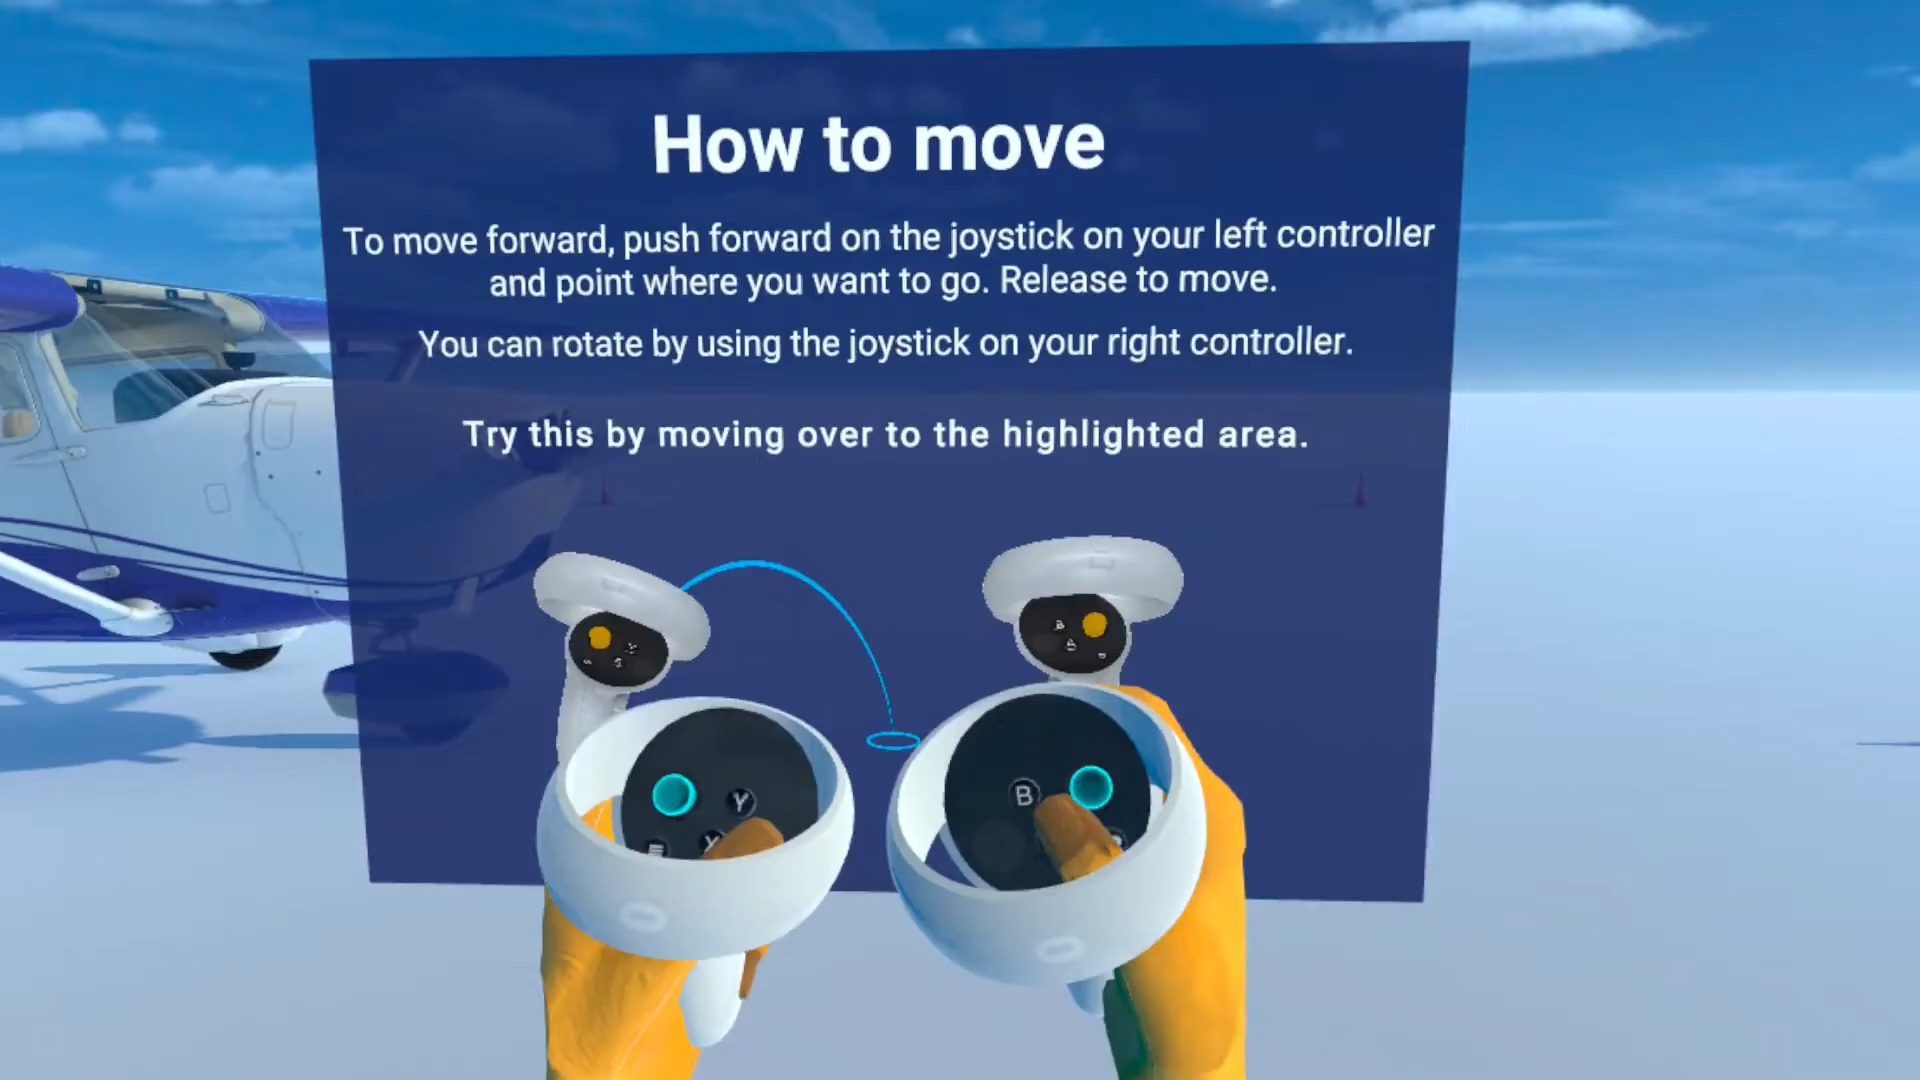 How to move
To move forward, push forward on the joystick on your left controller
and point where you want to go. Release to move.
You can rotate by using the joystick on your right controller.
Try this by moving over to the highlighted area.
Y
B